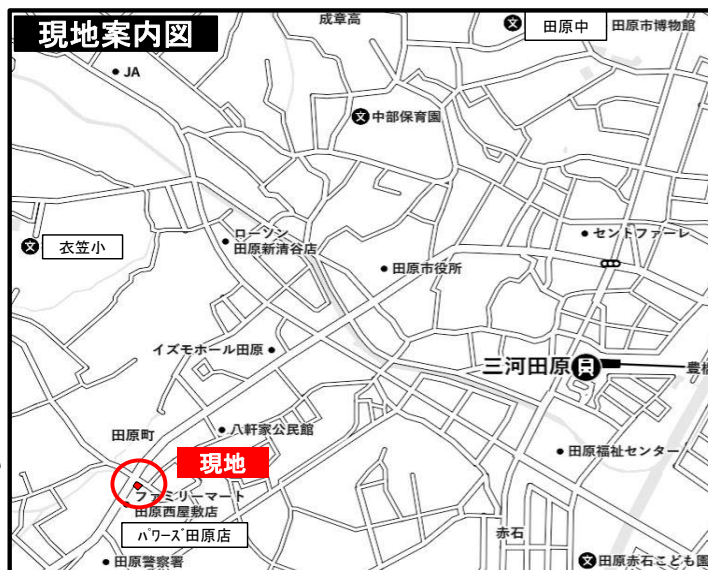 現地案内図
成章高
田原中
田原市博物館
JA
中部保育園
衣笠小
ローソン
田原新清谷店
セントファーレ
田原市役所
イズモホール田原
三河田原
豊橋
田原町
八軒家公民館
現地
田原福祉センター
ファミリーマート
田原西屋敷店
パワーズ田原店
赤石
田原警察署
田原赤石こども園
文
文
文
文